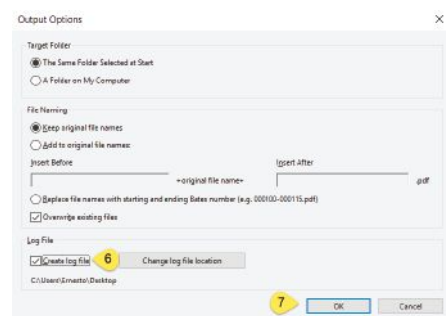 Output Options
Target Folder
The Same Folder Selected at Start
A Folder on My Computer
File Naming
Keep original file names
Add to original file names:
Insert Before
Insert After
+original file name+
.pdf
Replace file names with starting and ending Bates number (e.g. 000100-000115.pdf)
Overwrite existing files
Log File
Create log file
6
Change log file location
C:\Users\Ernesto\Desktop
7
OK
Cancel